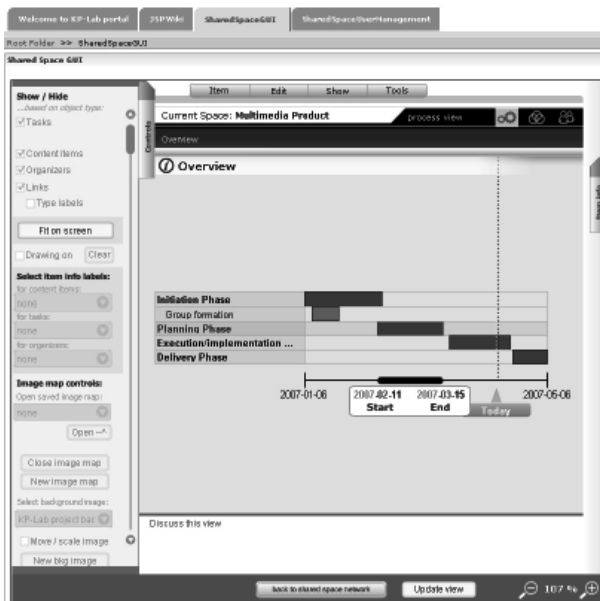 Welcome to KP-Lab portal
JSPWiki
SharedSpaceGUI
SharedSpaceUserManagement
Root Folder >> SharedSpaceGUI
Shared Space GUI
Show / Hide
...based on object type:
Tasks
Content items
Organizers
Links
Type labels
Fit on screen
Drawing on Clear
Select item info labels:
for content items:
none
for tasks:
none
for organizers:
none
Image map controls:
Open saved image map:
none
Open --^
Close image map
New image map
Select background image:
KP-Lab project bac
Move / scale image
New bkg image
Controls
Item Edit Show Tools
Current Space: Multimedia Product process view
Overview
Overview
Initiation Phase
Group formation
Planning Phase
Execution/implementation ...
Delivery Phase
2007-01-06 2007-02-11 2007-03-15 2007-05-06
Start End Today
Item info
Discuss this view
back to shared space network Update view 107 %